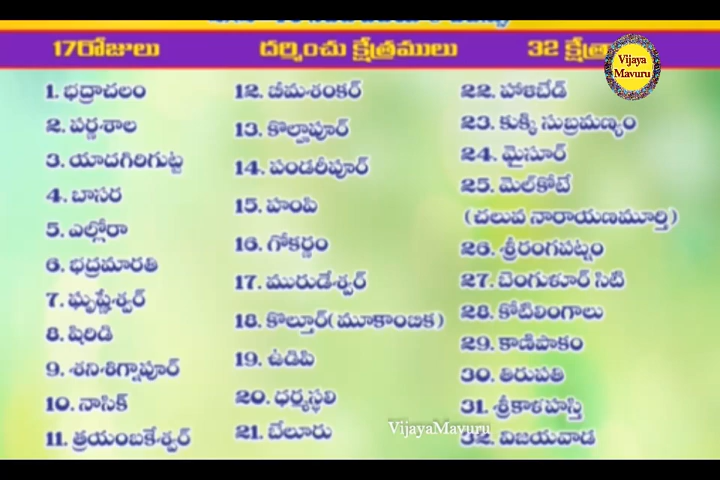 17రోజులు దర్శించు క్షేత్రములు 32 క్షేత్రా
Vijaya
Mavuru
1. భద్రాచలం
2. పర్ణశాల
3. యాదగిరిగుట్ట
4. బాసర
5. ఎల్లోరా
6. భద్రమారతి
7. ఘృష్ణేశ్వర్
8. షిరిడి
9. శనిశిగ్నాపూర్
10. నాసిక్
11. త్రయంబకేశ్వర్
12. బీమశంకర్
13. కొల్హాపూర్
14. పండరీపూర్
15. హంపి
16. గోకర్ణం
17. మురుడేశ్వర్
18. కొల్లూర్(మూకాంబిక)
19. ఉడిపి
20. ధర్మస్థలి
21. బేలూరు
22. హాళిబేడ్
23. కుక్కి సుబ్రమణ్యం
24. మైసూర్
25. మెల్‌కోటే
(చలువ నారాయణమూర్తి)
26. శ్రీరంగపట్నం
27. బెంగుళూర్ సిటి
28. కోటిలింగాలు
29. కాణిపాకం
30. తిరుపతి
31. శ్రీకాళహస్తి
32. విజయవాడ
VijayaMavuru